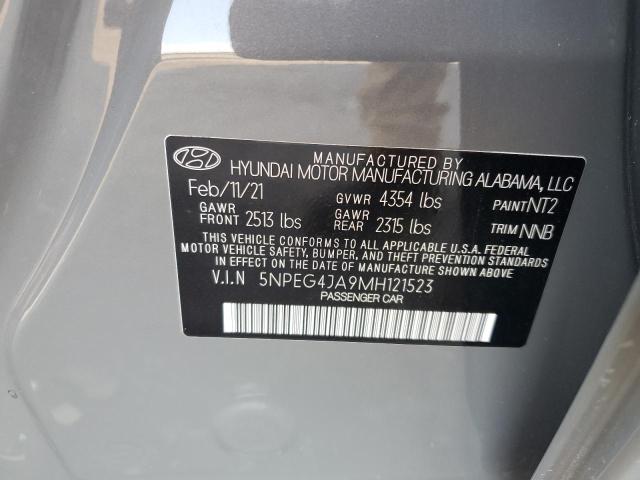 MANUFACTURED BY
HYUNDAI MOTOR MANUFACTURING ALABAMA, LLC
Feb/11/21 GVWR 4354 lbs PAINT NT2
GAWR FRONT 2513 lbs GAWR REAR 2315 lbs TRIM NNB
THIS VEHICLE CONFORMS TO ALL APPLICABLE U.S.A. FEDERAL
MOTOR VEHICLE SAFETY, BUMPER, AND THEFT PREVENTION
STANDARDS IN EFFECT ON THE DATE OF MANUFACTURE SHOWN ABOVE.
V.I.N 5NPEG4JA9MH121523
PASSENGER CAR